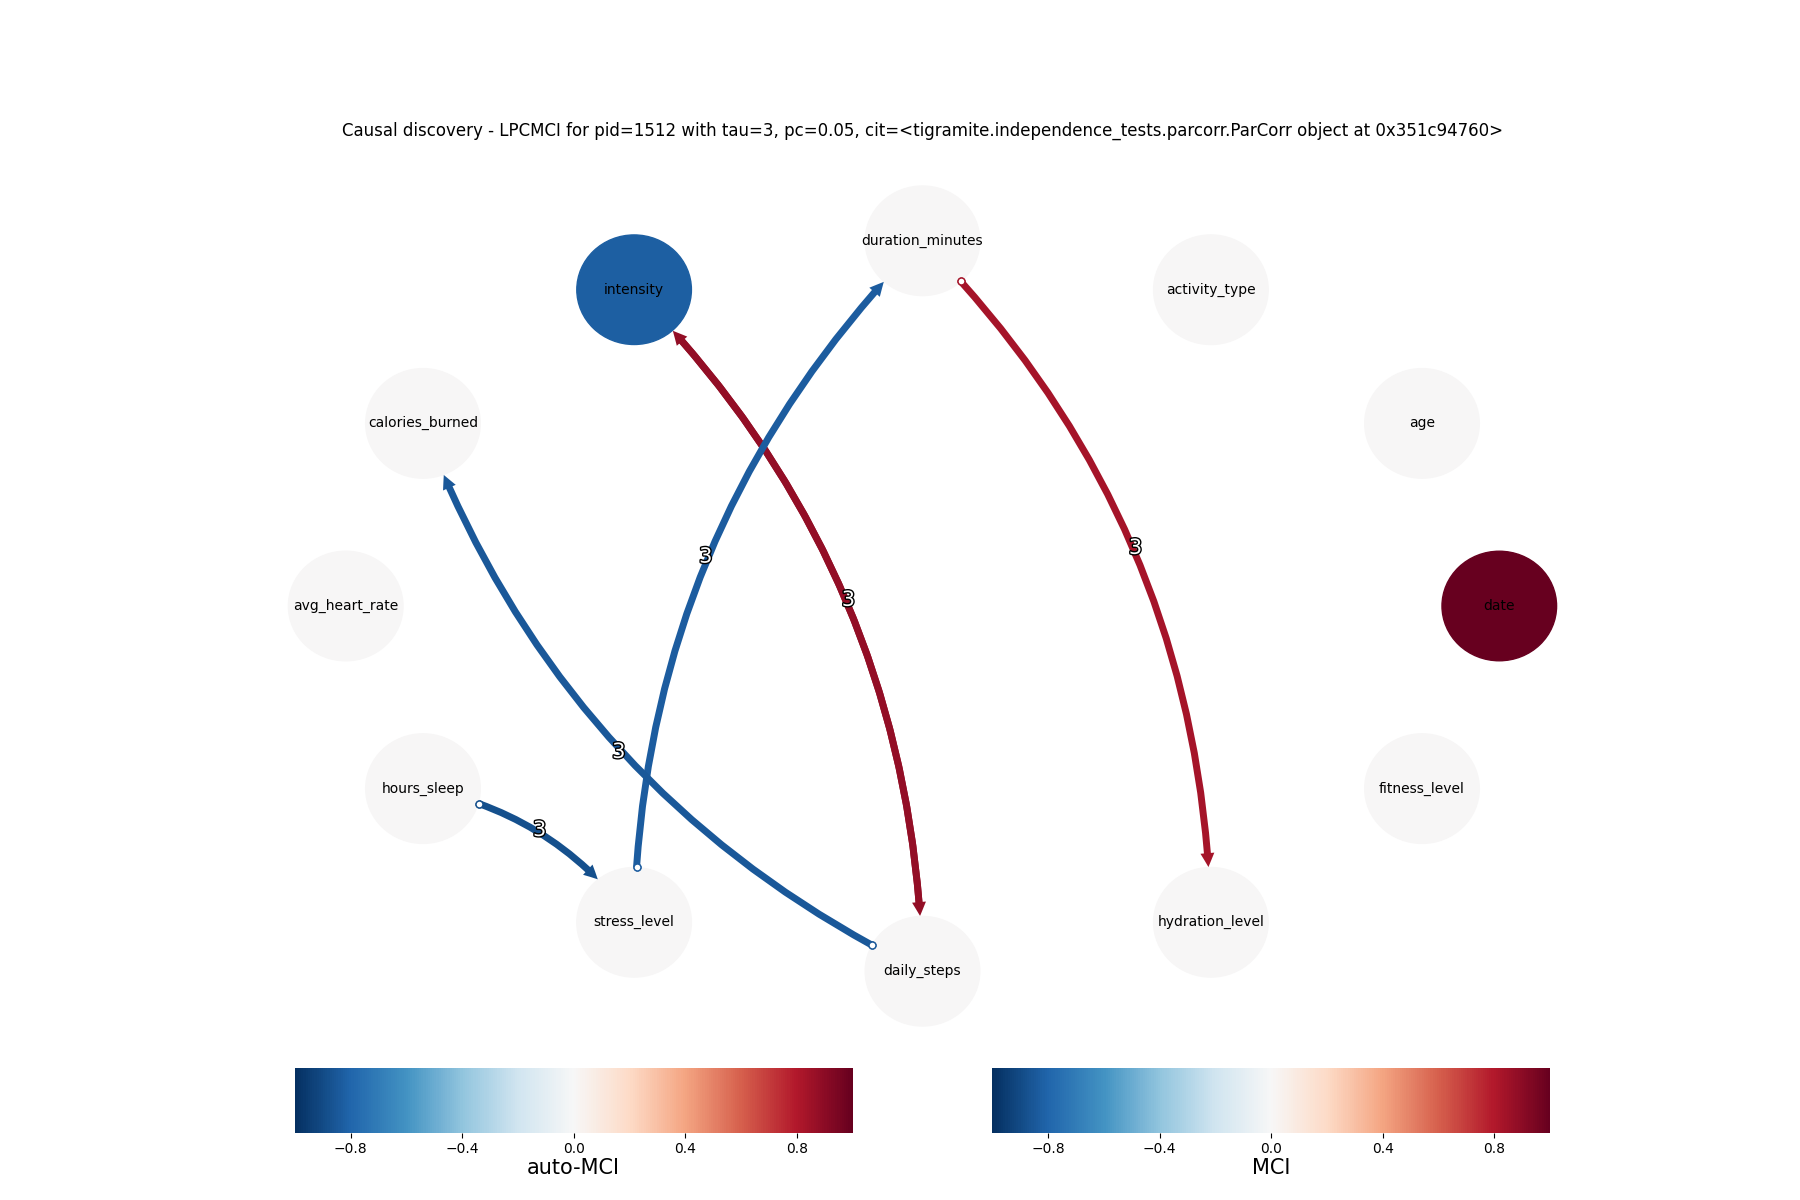 Causal discovery - LPCMCI for pid=1512 with tau=3, pc=0.05, cit=<tigramite.independence_tests.parcorr.ParCorr object at 0x351c94760>
duration_minutes
intensity
activity_type
calories_burned
age
3
3
3
avg_heart_rate
date
3
hours_sleep
fitness_level
3
stress_level
hydration_level
daily_steps
−0.8 −0.4 0.0 0.4 0.8
auto-MCI
−0.8 −0.4 0.0 0.4 0.8
MCI